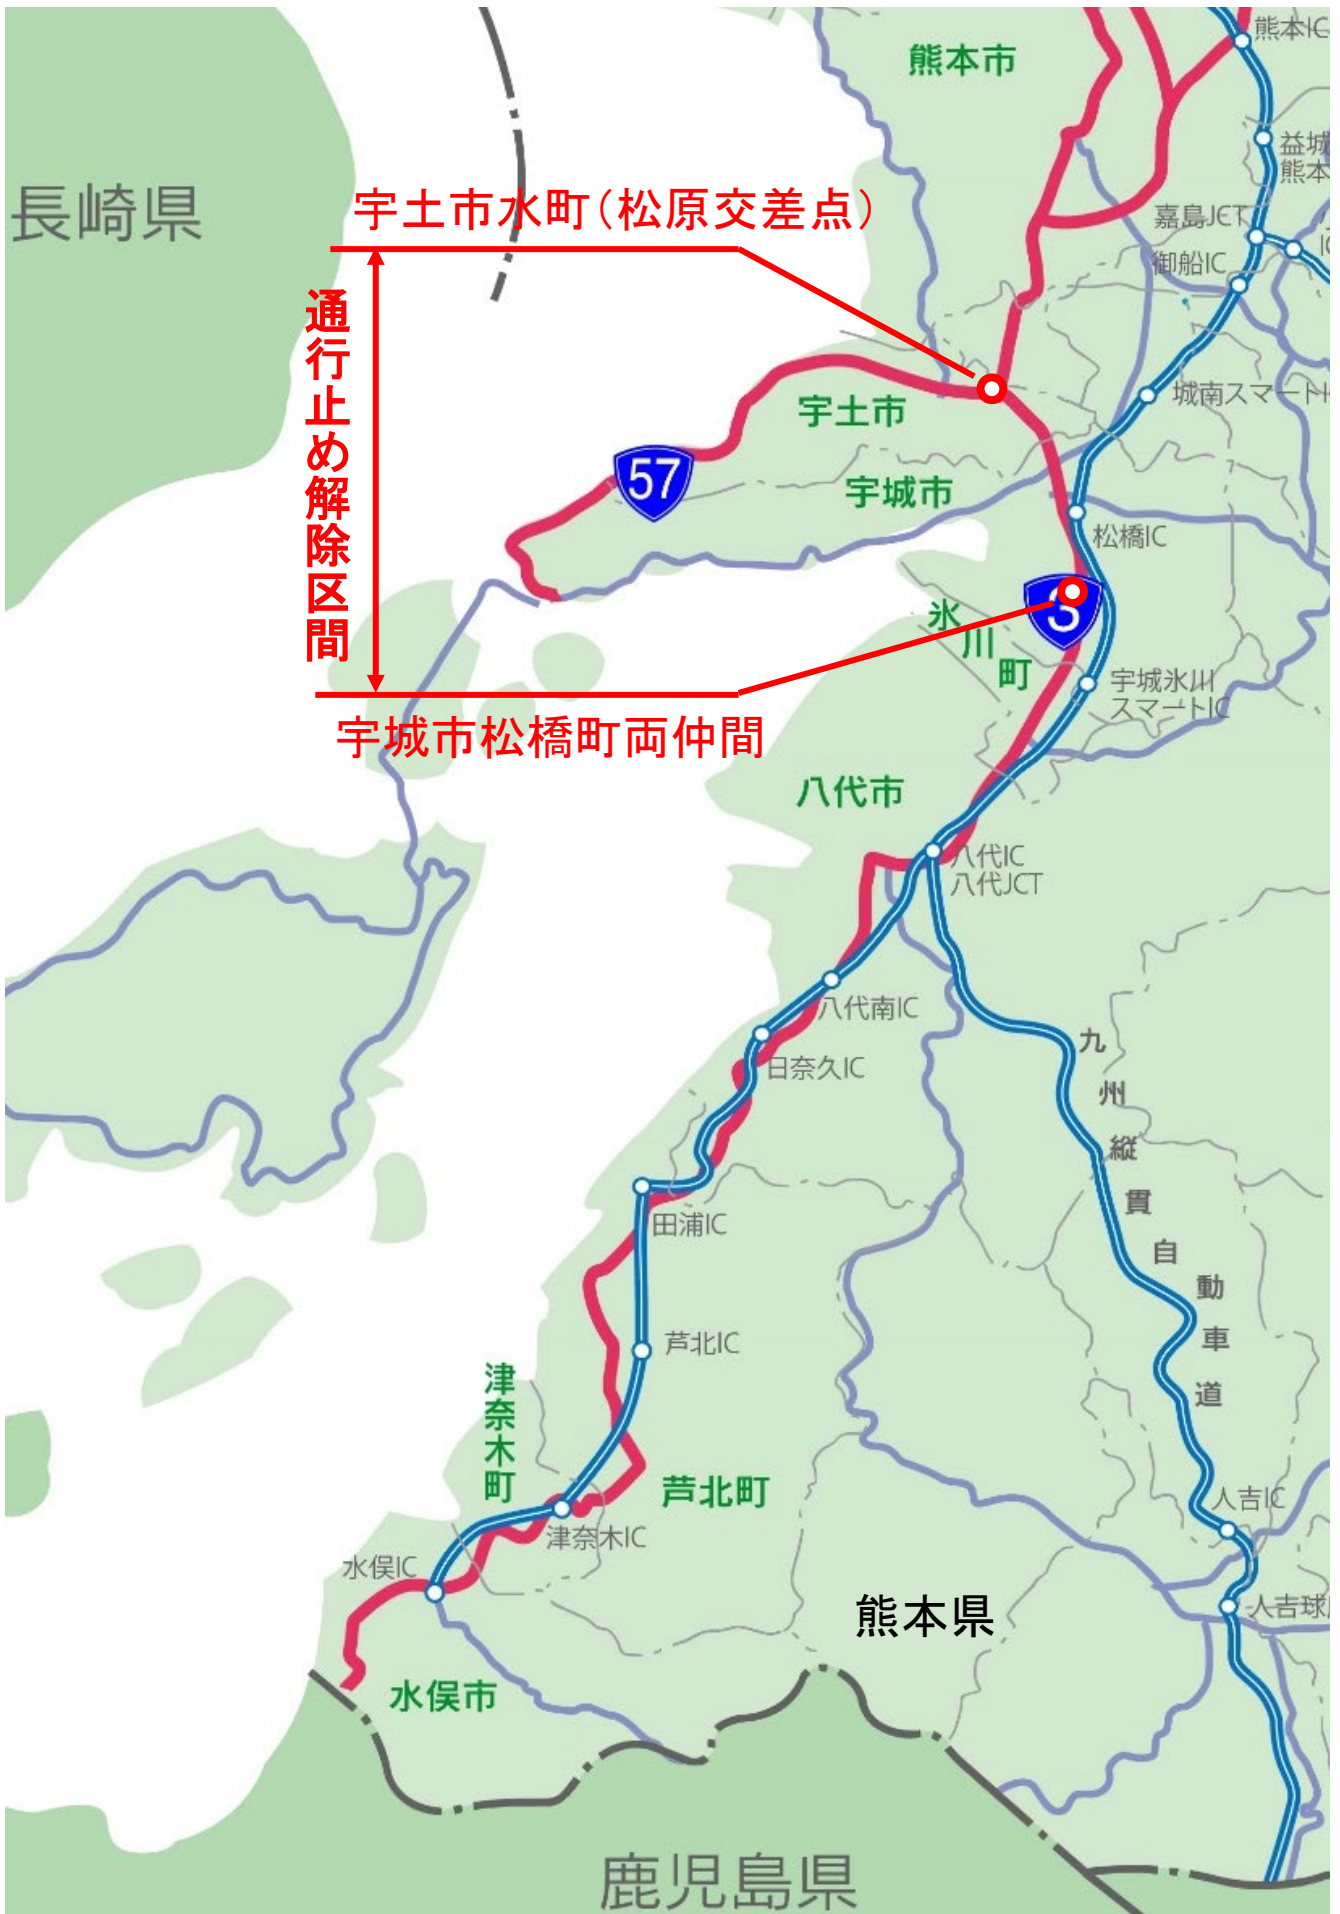 熊本IC
熊本市
益城
熊本
長崎県
宇土市水町(松原交差点)
嘉島JCT
IC
御船IC
通行止め解除区間
城南スマートI
宇土市
57
宇城市
松橋IC
3
氷川町
宇城氷川
スマートIC
宇城市松橋町両仲間
八代市
八代IC
八代JCT
八代南IC
九州縦貫自動車道
日奈久IC
田浦IC
芦北IC
津奈木町
芦北町
人吉IC
津奈木IC
水俣IC
熊本県
人吉球
水俣市
鹿児島県